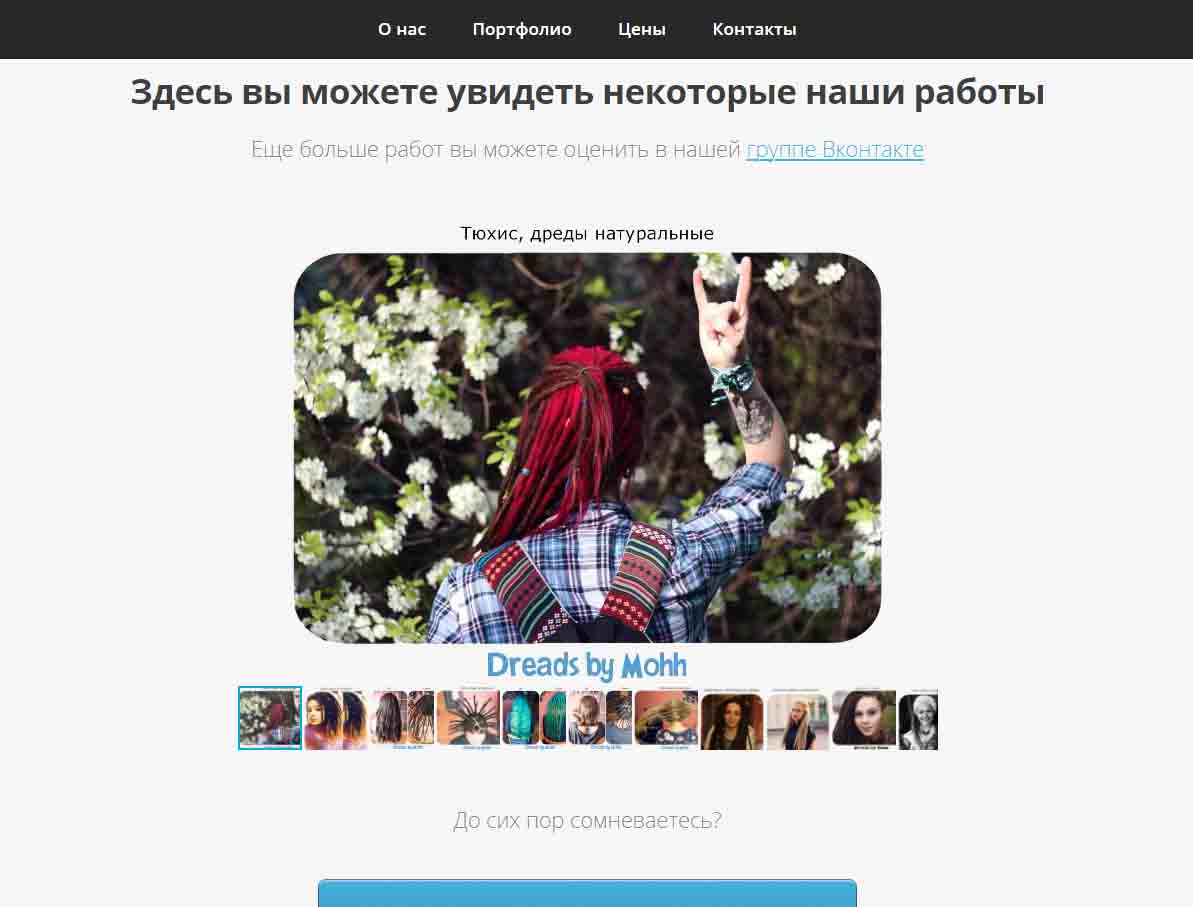 О нас Портфолио Цены Контакты
Здесь вы можете увидеть некоторые наши работы
Еще больше работ вы можете оценить в нашей группе Вконтакте
Тюхис, дреды натуральные
Dreads by Mohh
До сих пор сомневаетесь?